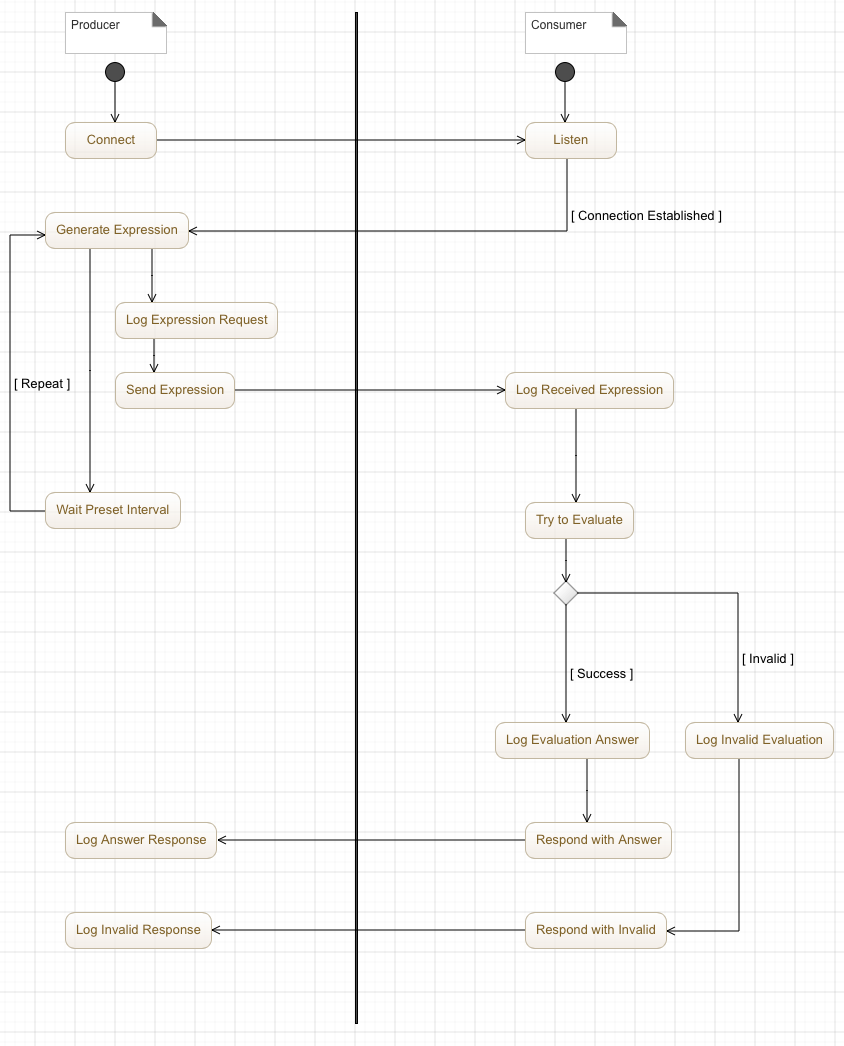 Producer
Consumer
Connect
Listen
[ Connection Established ]
Generate Expression
Log Expression Request
[ Repeat ]
Send Expression
Log Received Expression
Wait Preset Interval
Try to Evaluate
[ Success ]
[ Invalid ]
Log Evaluation Answer
Log Invalid Evaluation
Log Answer Response
Respond with Answer
Log Invalid Response
Respond with Invalid